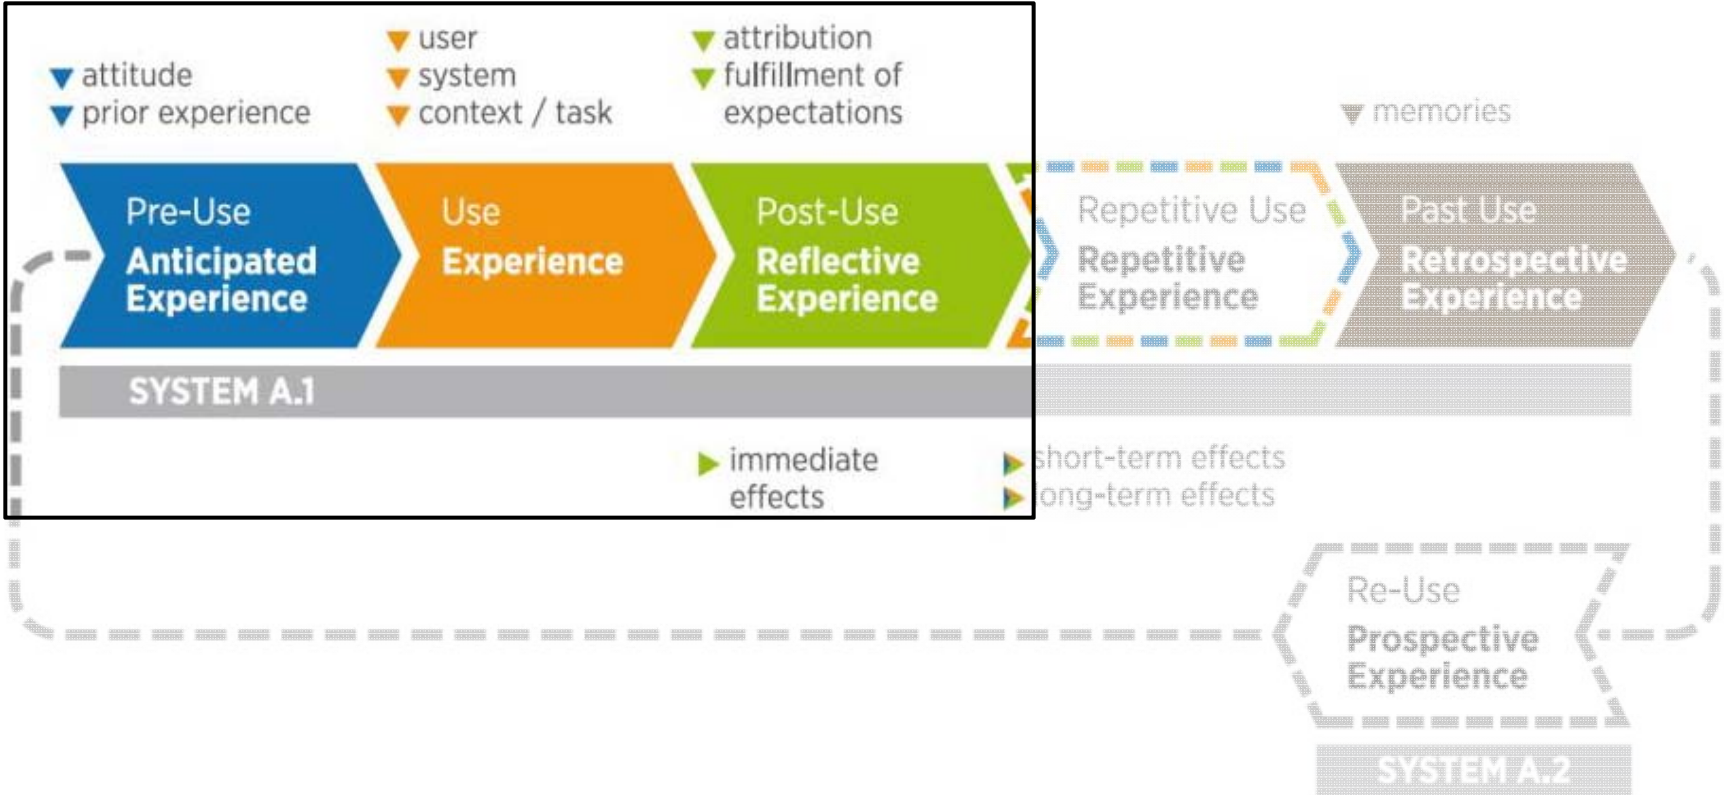 attitude
prior experience
user
system
context / task
attribution
fulfillment of
expectations
memories
Pre-Use
Anticipated
Experience
Use
Experience
Post-Use
Reflective
Experience
Repetitive Use
Repetitive
Experience
Past Use
Retrospective
Experience
SYSTEM A.1
immediate
effects
short-term effects
long-term effects
Re-Use
Prospective
Experience
SYSTEM A.2